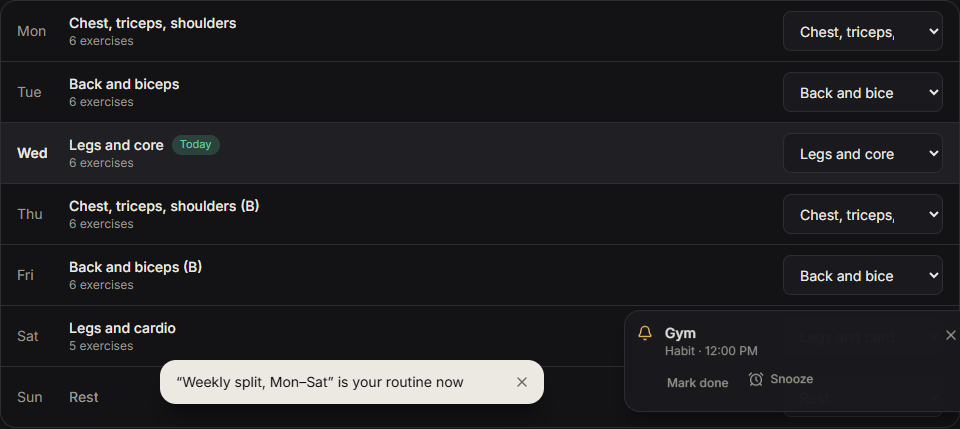 Mon
Chest, triceps, shoulders
6 exercises
Chest, triceps,
Tue
Back and biceps
6 exercises
Back and bice
Wed
Legs and core Today
6 exercises
Legs and core
Thu
Chest, triceps, shoulders (B)
6 exercises
Chest, triceps,
Fri
Back and biceps (B)
6 exercises
Back and bice
Sat
Legs and cardio
5 exercises
Gym
Habit · 12:00 PM
Mark done
Snooze
Sun
Rest
“Weekly split, Mon–Sat” is your routine now